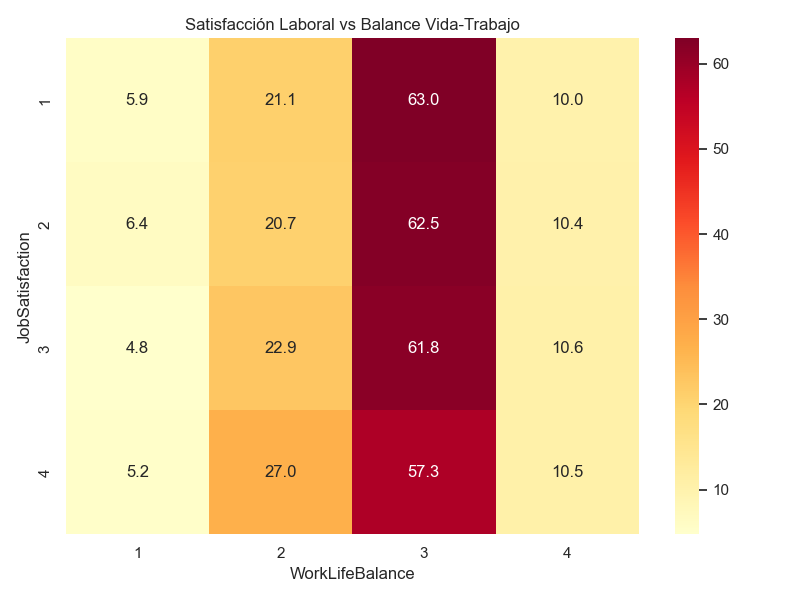 Satisfacción Laboral vs Balance Vida-Trabajo
JobSatisfaction
1 5.9 21.1 63.0 10.0
2 6.4 20.7 62.5 10.4
3 4.8 22.9 61.8 10.6
4 5.2 27.0 57.3 10.5
1 2 3 4
WorkLifeBalance
60
50
40
30
20
10